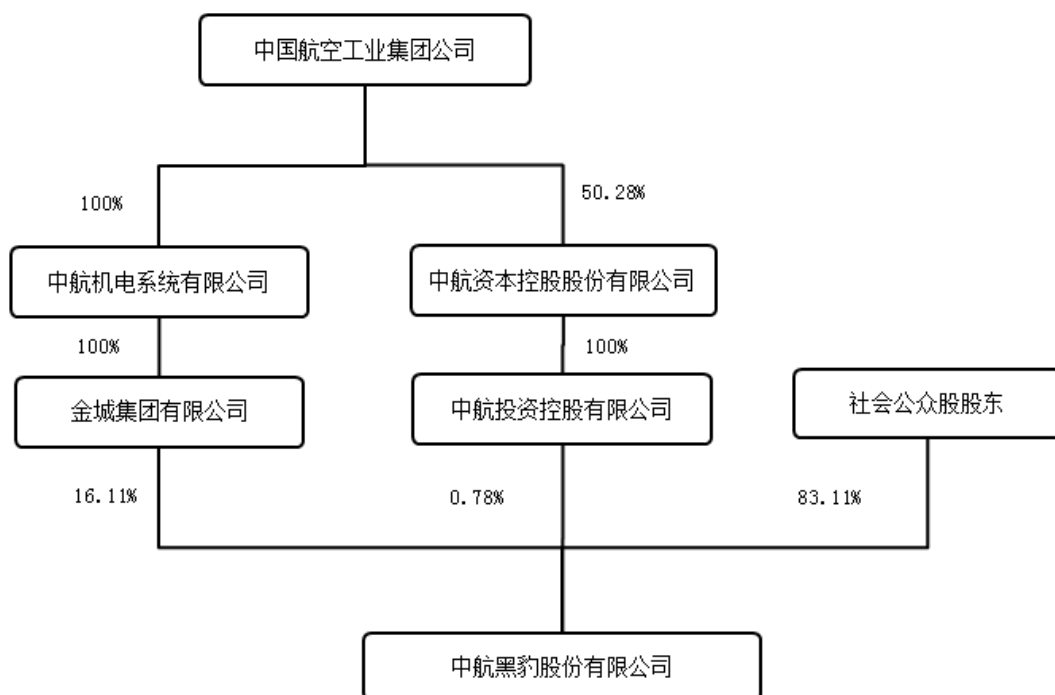 中国航空工业集团公司
100%
50.28%
中航机电系统有限公司
中航资本控股股份有限公司
100%
100%
金城集团有限公司
中航投资控股有限公司
社会公众股股东
16.11%
0.78%
83.11%
中航黑豹股份有限公司